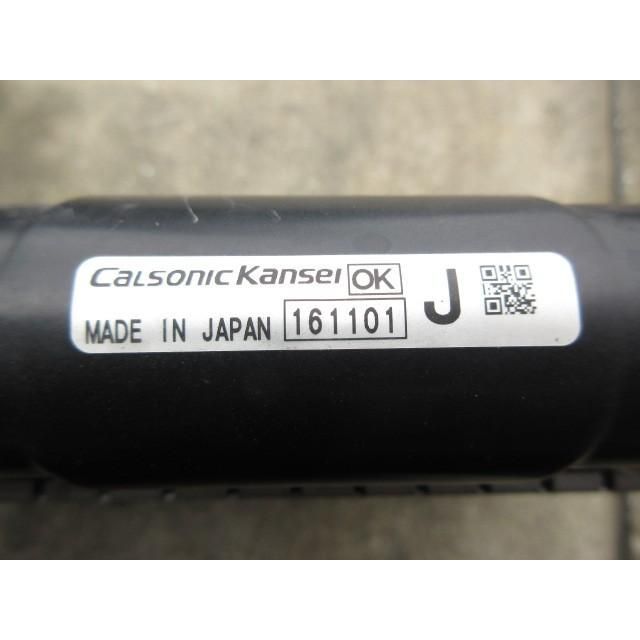 CalsonicKansei OK
MADE IN JAPAN 161101
J